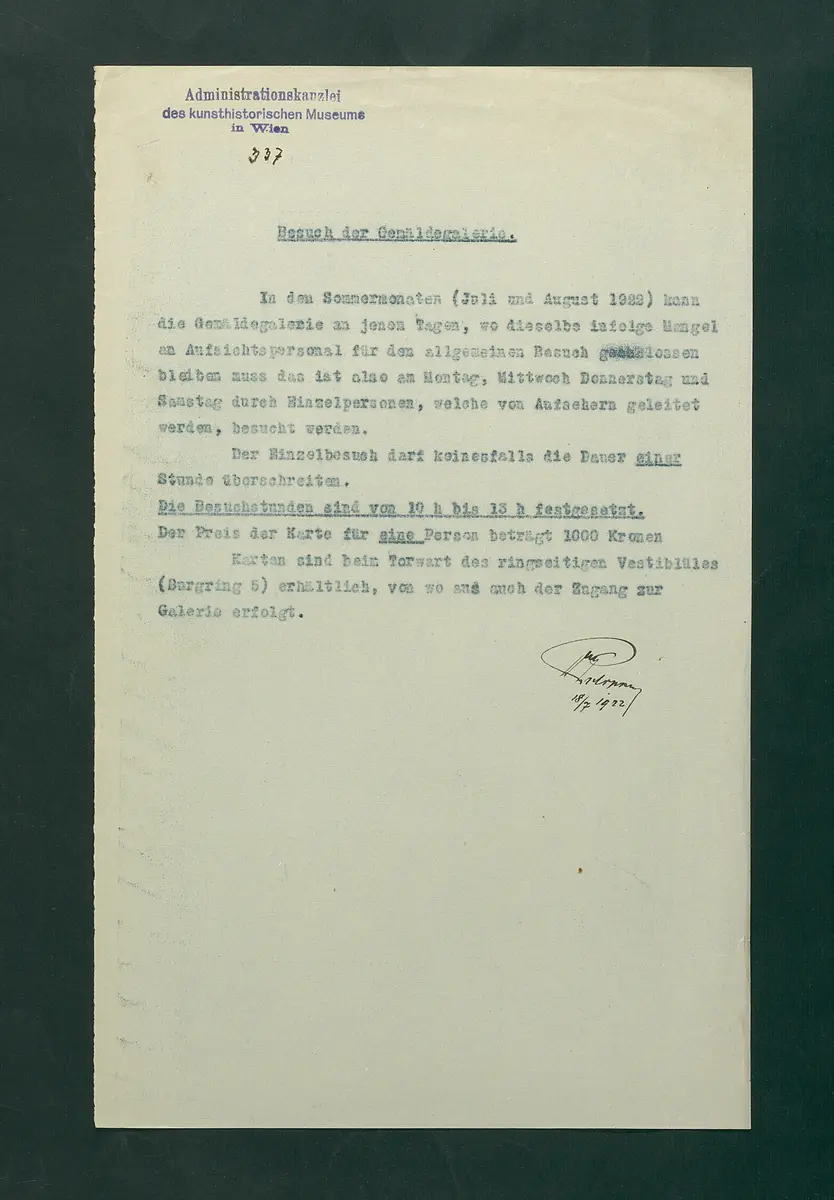 Administrationskanzlei
des kunsthistorischen Museums
in Wien
337
Besuch der Gemäldegalerie.
In den Sommermonaten (Juli und August 1922) kann
die Gemäldegalerie an jenen Tagen, wo dieselbe infolge Mangel
an Aufsichtspersonal für den allgemeinen Besuch geschlossen
bleiben muss das ist also am Montag, Mittwoch Donnerstag und
Samstag durch Einzelpersonen, welche von Aufsehern geleitet
werden, besucht werden.
Der Einzelbesuch darf keinesfalls die Dauer einer
Stunde überschreiten.
Die Besuchstunden sind von 10 h bis 13 h festgesetzt.
Der Preis der Karte für eine Person beträgt 1000 Kronen
Karten sind beim Torwart des ringseitigen Vestiblüles
(Burgring 5) erhältlich, von wo aus auch der Zugang zur
Galerie erfolgt.
18/7 1922